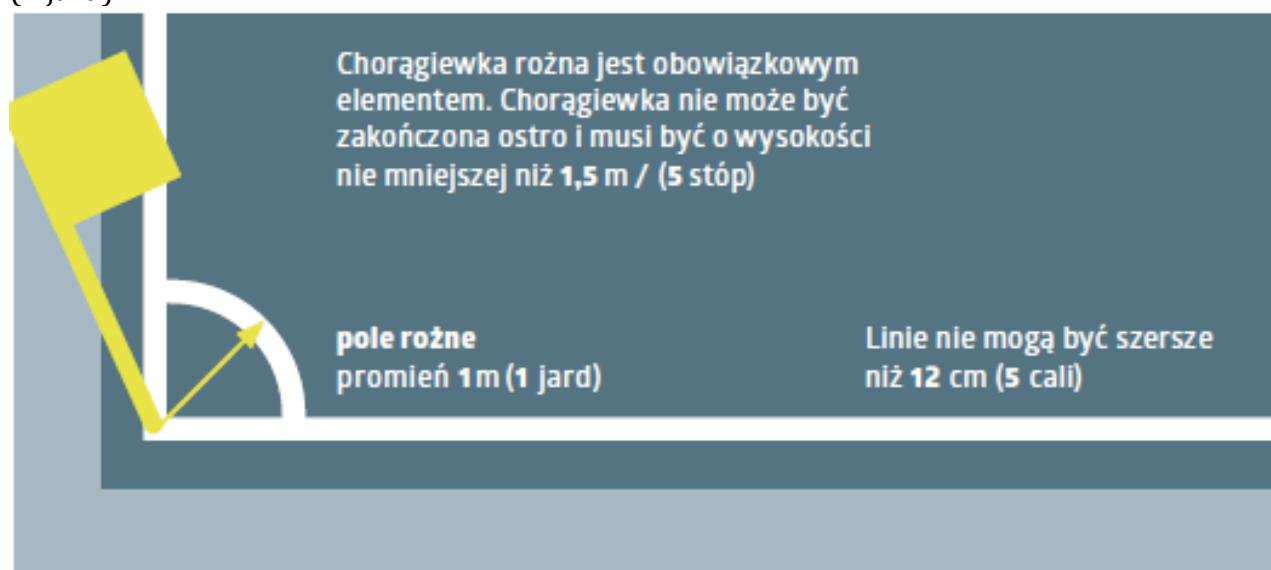 Chorągiewka rożna jest obowiązkowym
elementem. Chorągiewka nie może być
zakończona ostro i musi być o wysokości
nie mniejszej niż 1,5 m / (5 stóp)
pole rożne
promień 1 m (1 jard)
Linie nie mogą być szersze
niż 12 cm (5 cali)